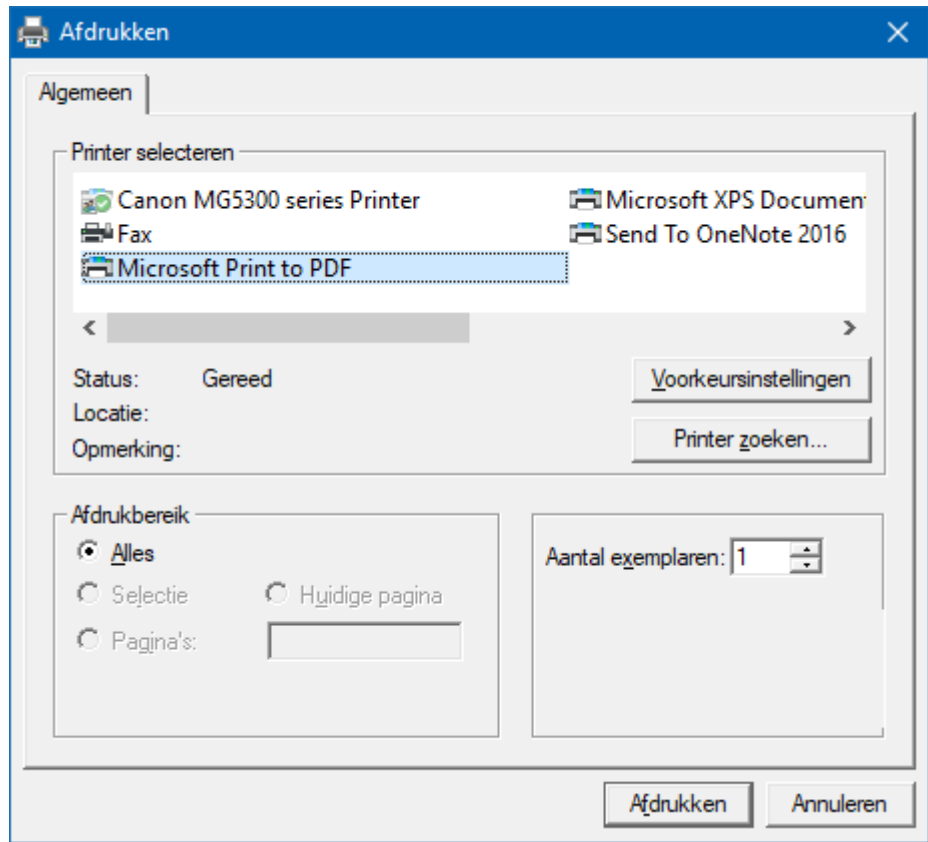 Afdrukken
Algemeen
Printer selecteren
Canon MG5300 series Printer
Microsoft XPS Documen
Fax
Send To OneNote 2016
Microsoft Print to PDF
Status: Gereed
Voorkeursinstellingen
Locatie:
Opmerking:
Printer zoeken...
Afdrukbereik
Alles
Aantal exemplaren: 1
Selectie Huidige pagina
Pagina's:
Afdrukken Annuleren